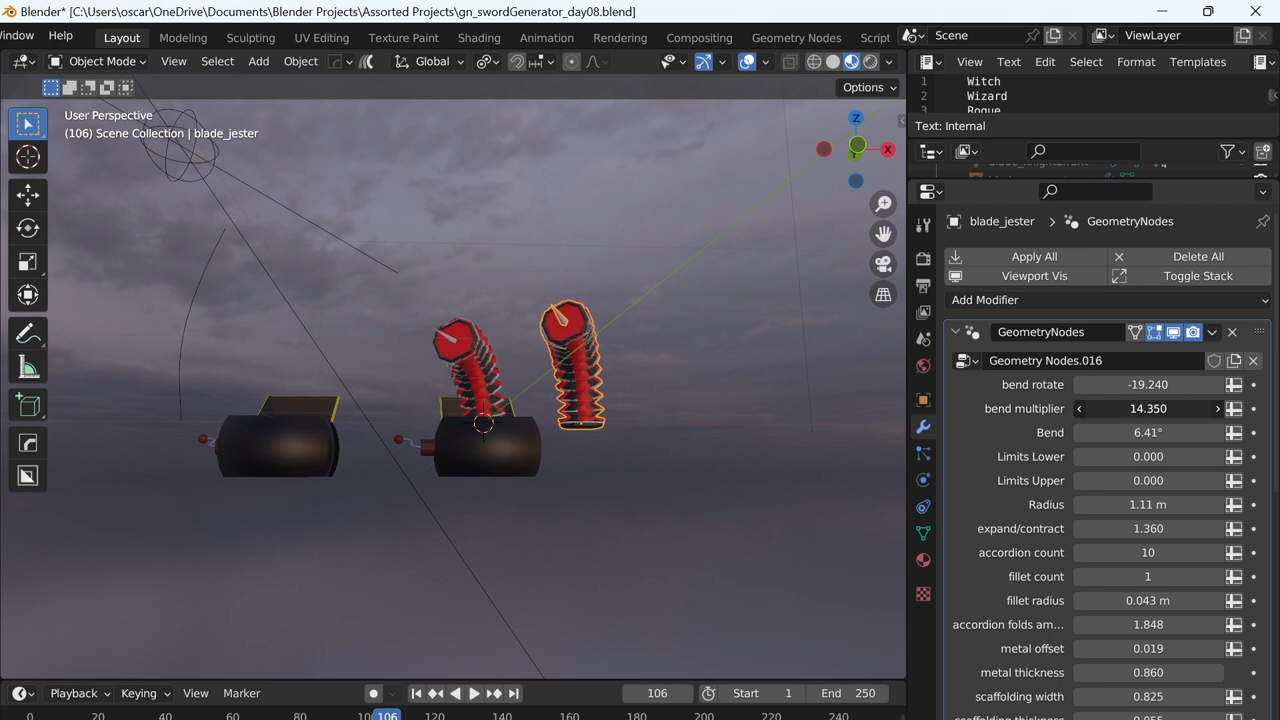 Blender* [C:\Users\oscar\OneDrive\Documents\Blender Projects\Assorted Projects\gn_swordGenerator_day08.blend]
indow Help Layout Modeling Sculpting UV Editing Texture Paint Shading Animation Rendering Compositing Geometry Nodes Script Scene ViewLayer
Object Mode View Select Add Object Global View Text Edit Select Format Templates
Options
1 Witch
2 Wizard
3 Rogue
User Perspective
(106) Scene Collection | blade_jester
Text: Internal
Z
X
Y
blade_jester > GeometryNodes
Apply All Delete All
Viewport Vis Toggle Stack
Add Modifier
GeometryNodes
Geometry Nodes.016
bend rotate -19.240
bend multiplier 14.350
Bend 6.41°
Limits Lower 0.000
Limits Upper 0.000
Radius 1.11 m
expand/contract 1.360
accordion count 10
fillet count 1
fillet radius 0.043 m
accordion folds am... 1.848
metal offset 0.019
metal thickness 0.860
scaffolding width 0.825
scaffolding thickness 0.055
Playback Keying View Marker 106 Start 1 End 250
0 20 40 60 80 100 106 120 140 160 180 200 220 240